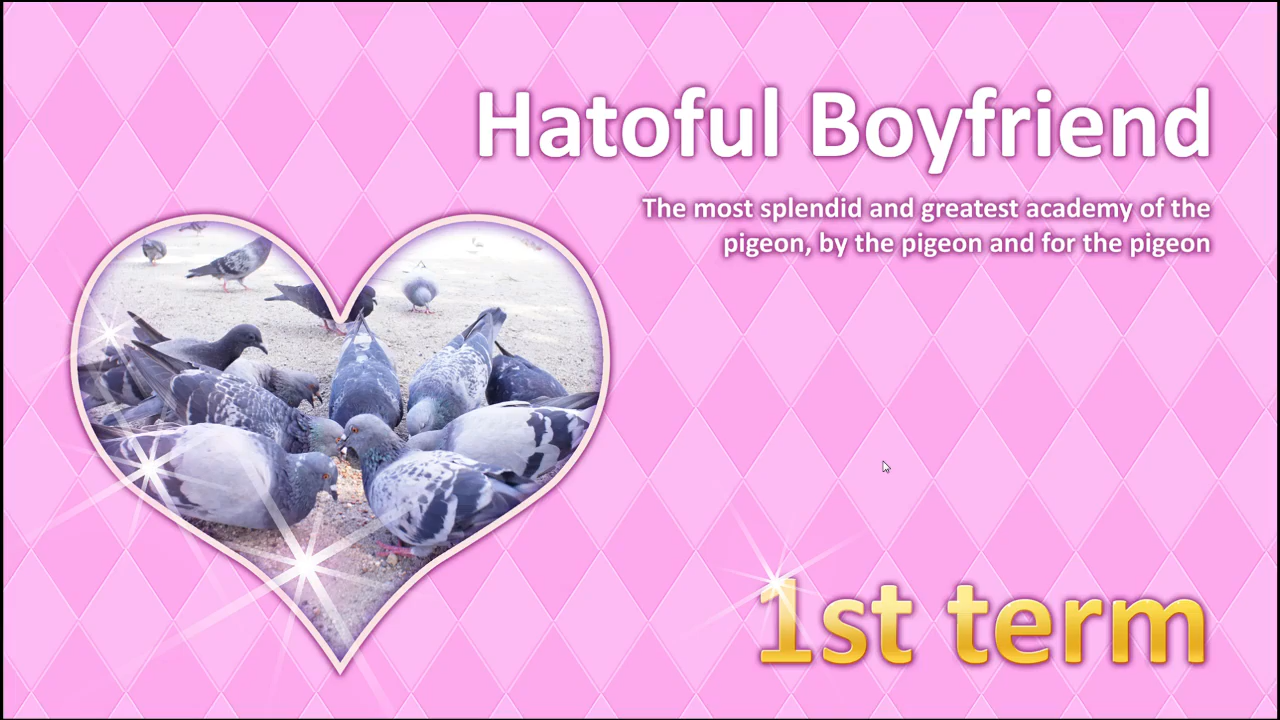 Hatoful Boyfriend
The most splendid and greatest academy of the
pigeon, by the pigeon and for the pigeon
1st term